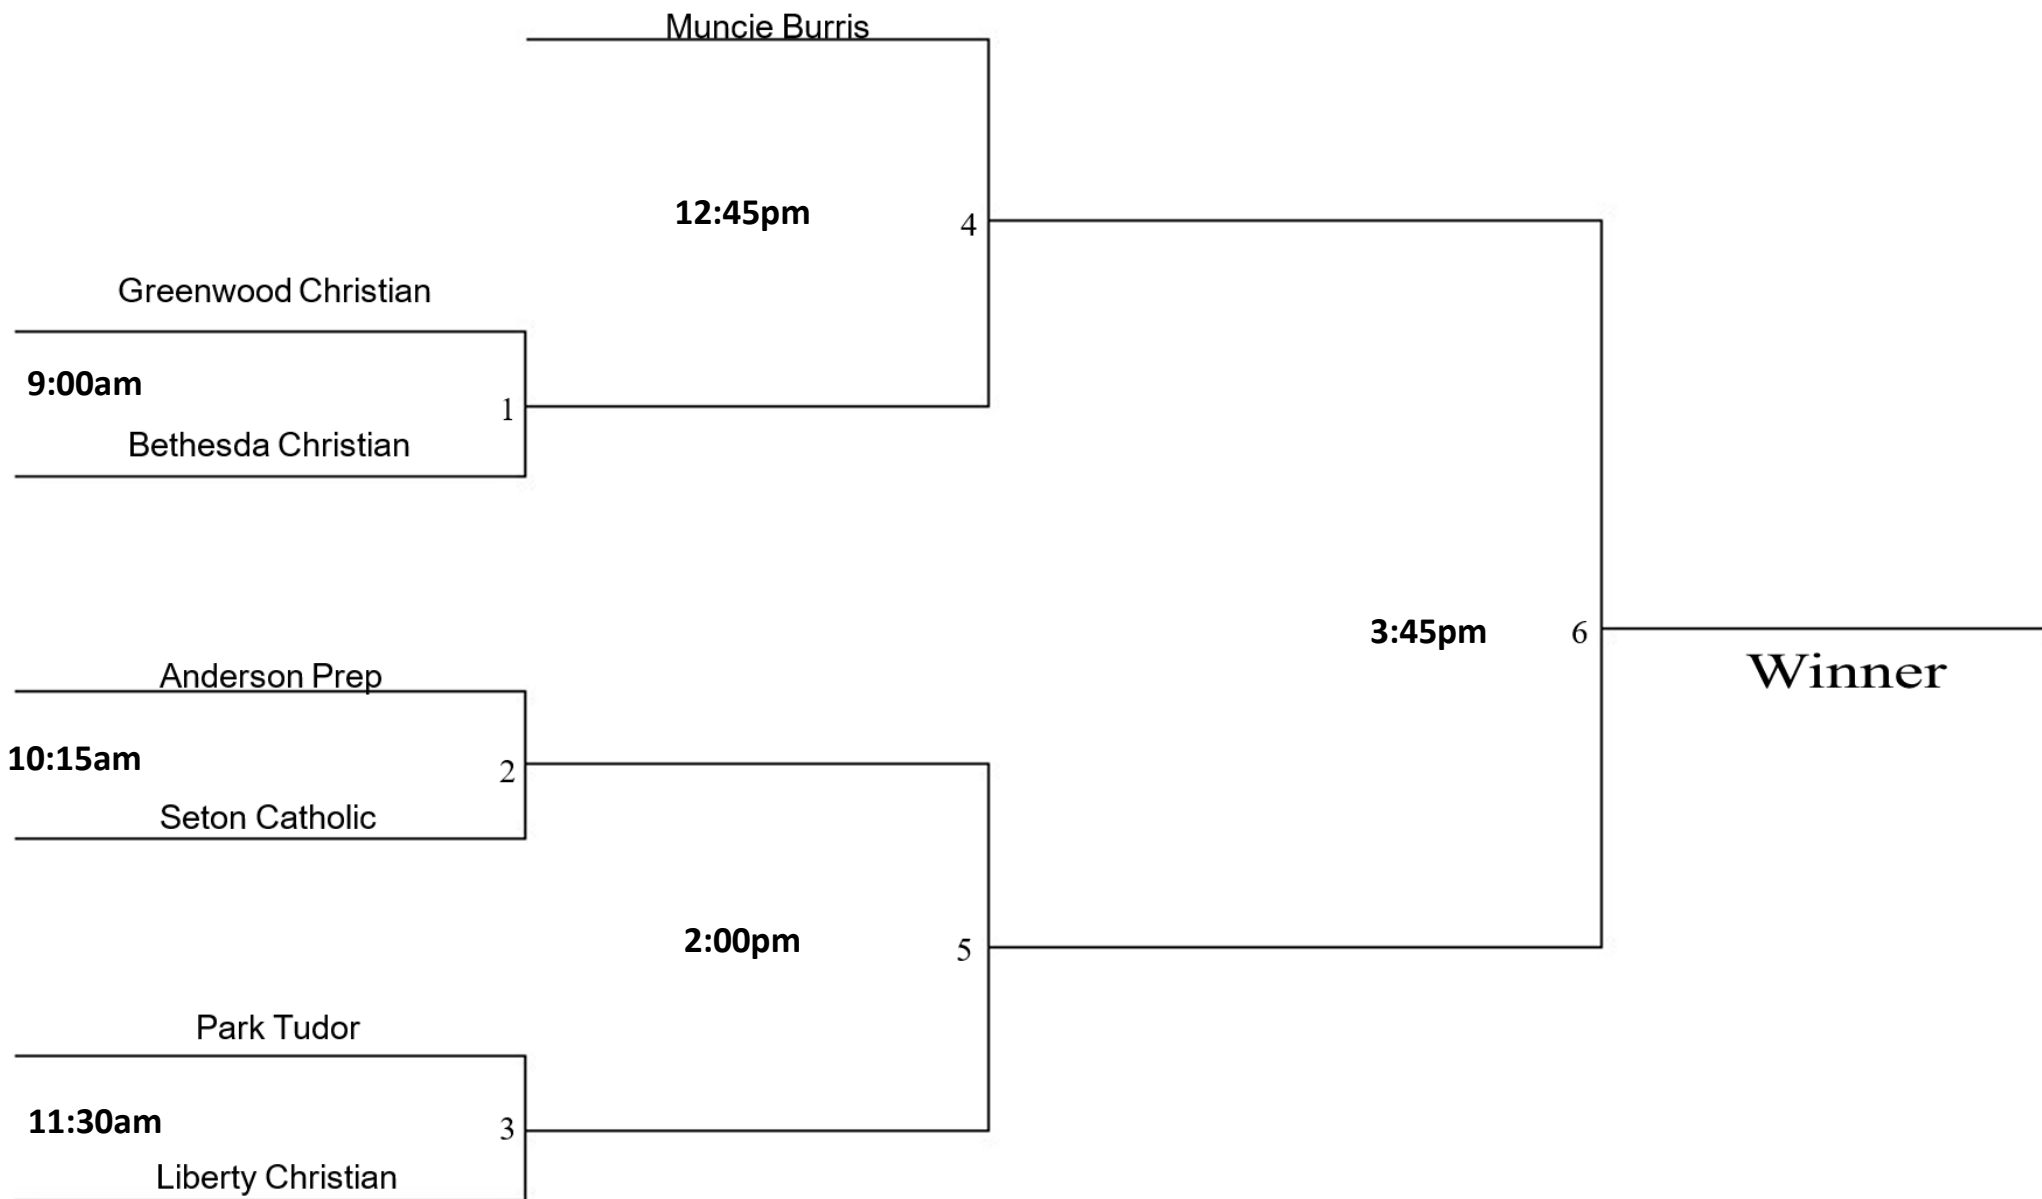 Muncie Burris
12:45pm
4
Greenwood Christian
9:00am
1
Bethesda Christian
Anderson Prep
10:15am
2
Seton Catholic
3:45pm
6
Winner
2:00pm
5
Park Tudor
11:30am
3
Liberty Christian